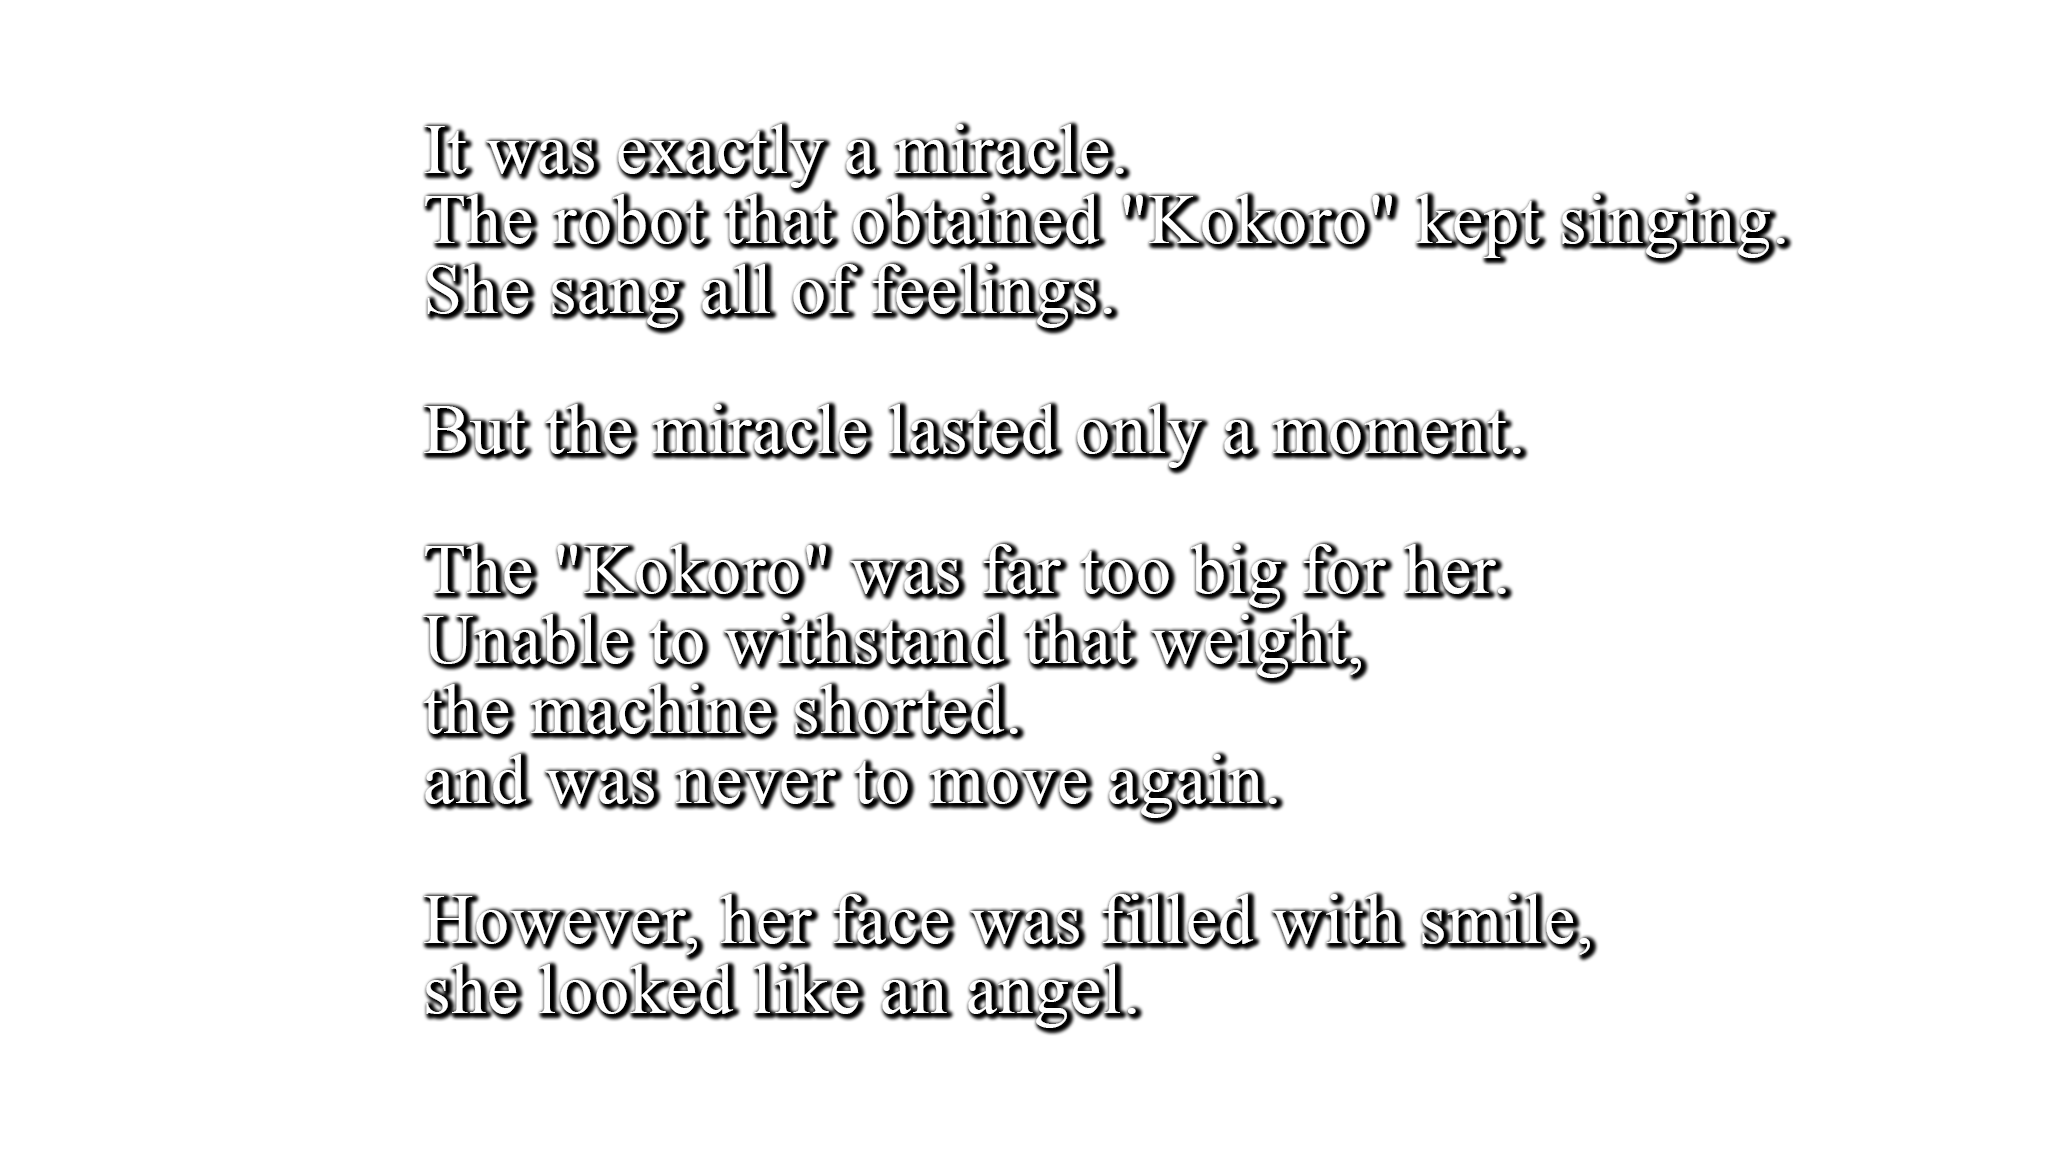 It was exactly a miracle.
The robot that obtained "Kokoro" kept singing.
She sang all of feelings.
But the miracle lasted only a moment.
The "Kokoro" was far too big for her.
Unable to withstand that weight,
the machine shorted.
and was never to move again.
However, her face was filled with smile,
she looked like an angel.